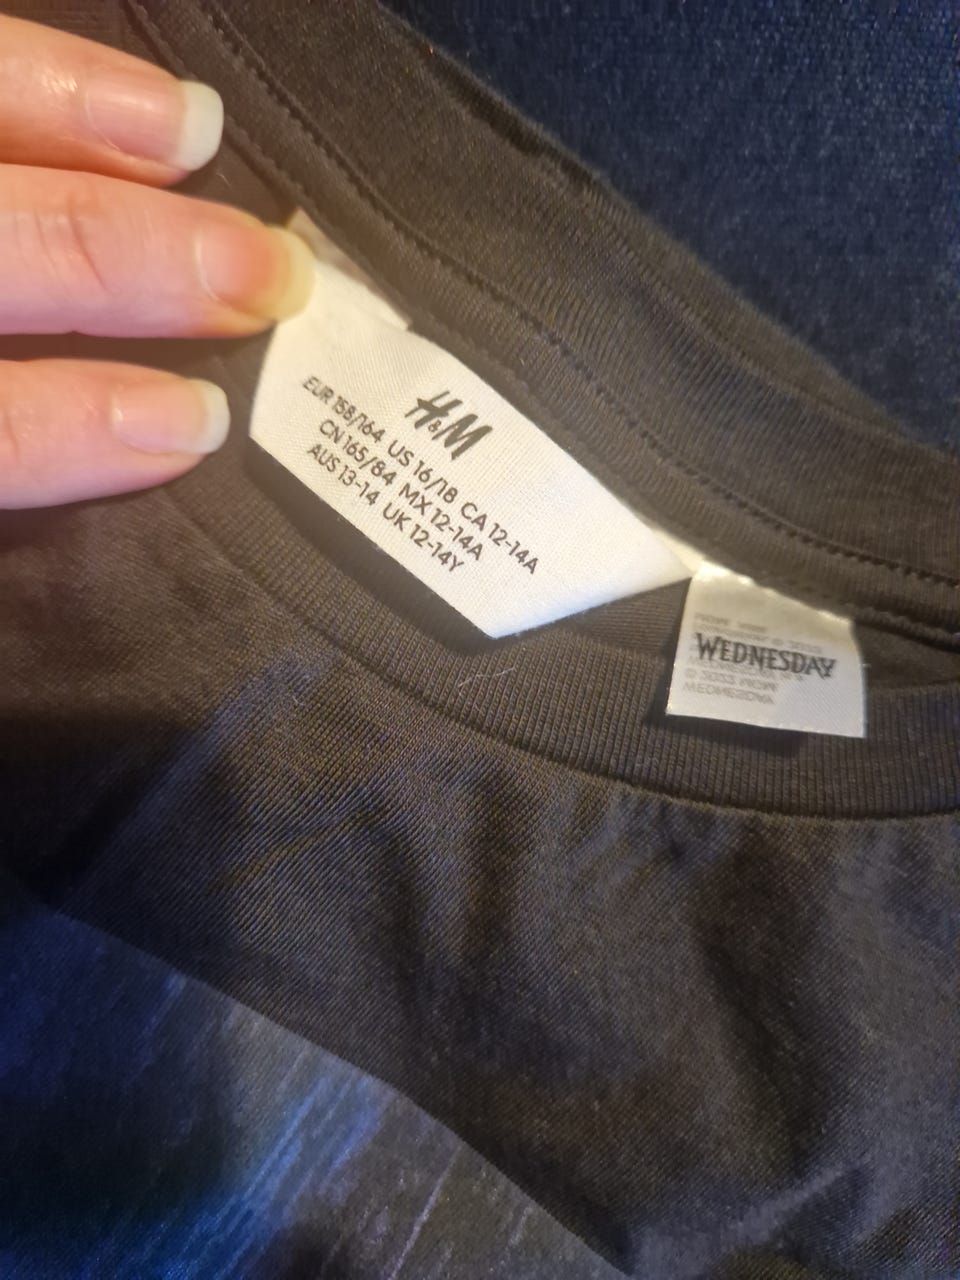 H&M
EUR 158/164 US 16/18 CA 12-14A
CN 165/84 MX 12-14A
AUS 13-14 UK 12-14Y
WEDNESDAY